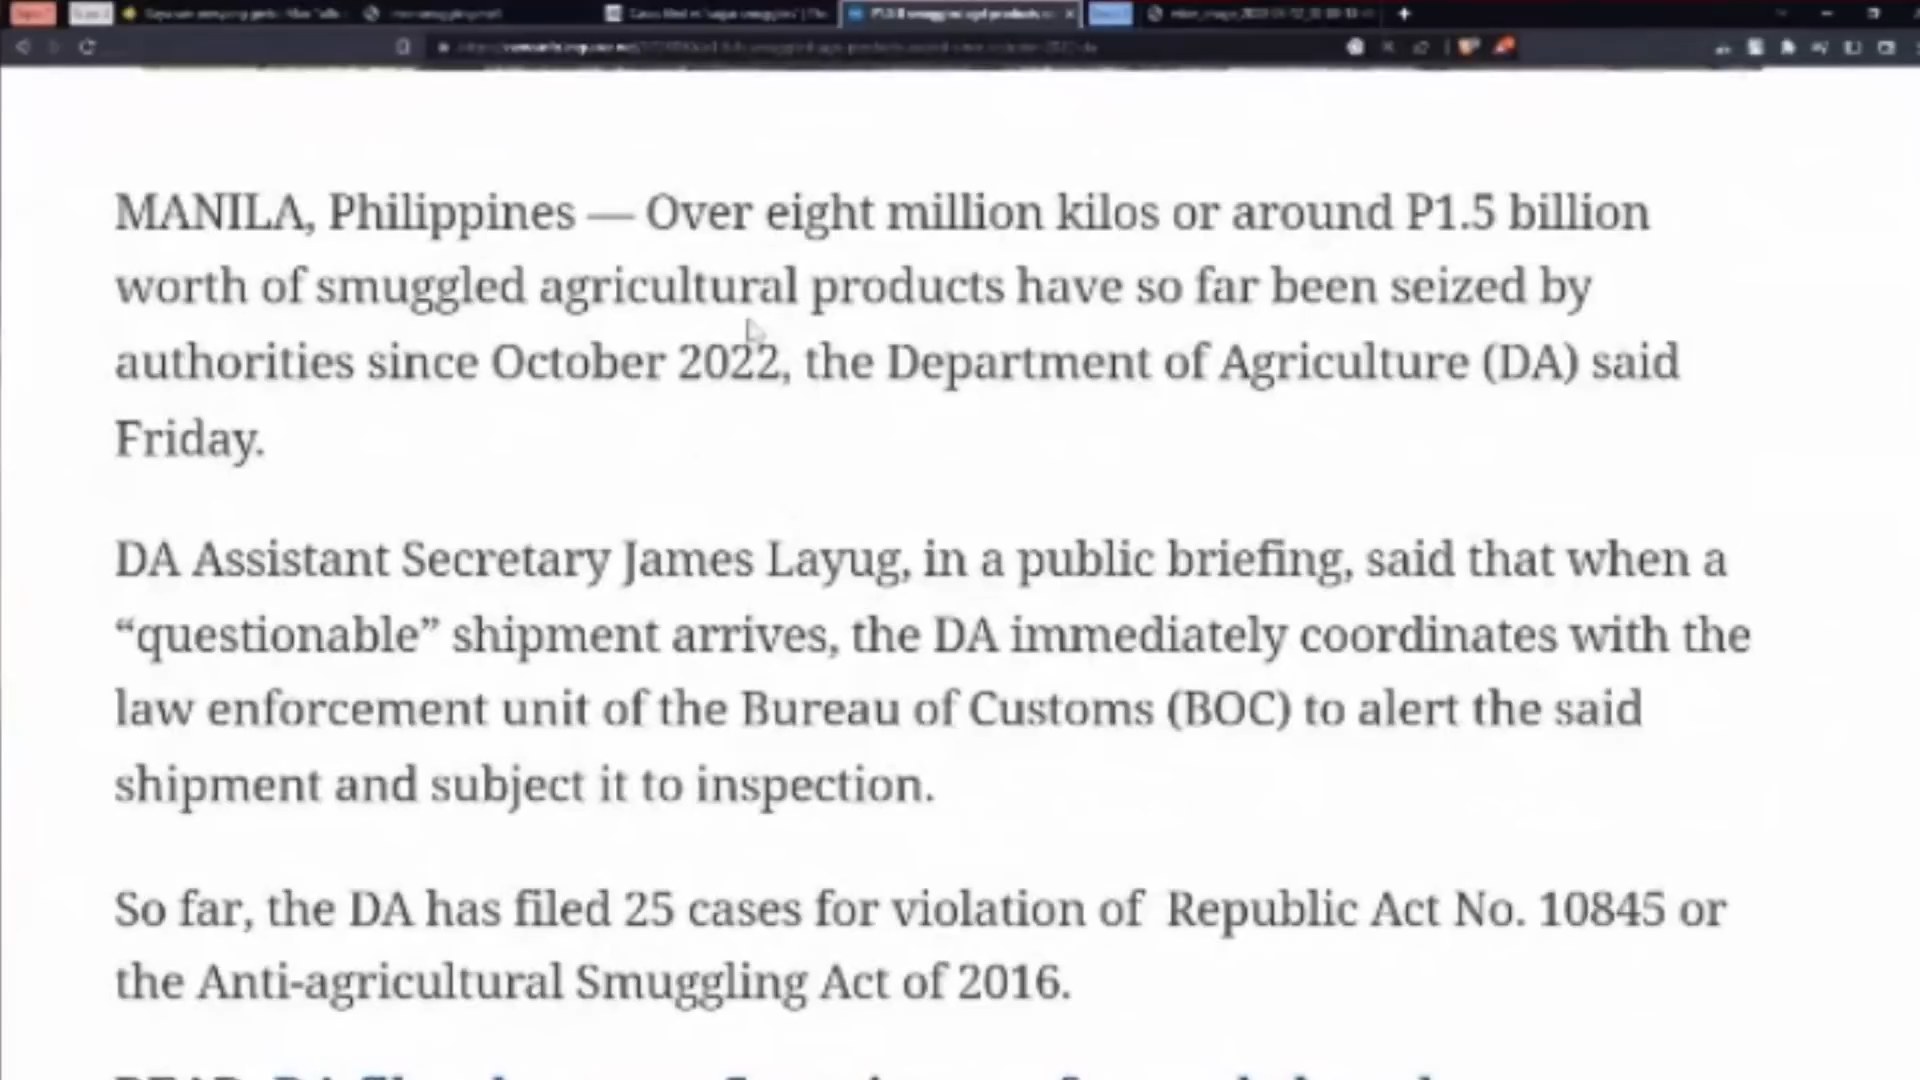 MANILA, Philippines — Over eight million kilos or around P1.5 billion
worth of smuggled agricultural products have so far been seized by
authorities since October 2022, the Department of Agriculture (DA) said
Friday.
DA Assistant Secretary James Layug, in a public briefing, said that when a
“questionable” shipment arrives, the DA immediately coordinates with the
law enforcement unit of the Bureau of Customs (BOC) to alert the said
shipment and subject it to inspection.
So far, the DA has filed 25 cases for violation of Republic Act No. 10845 or
the Anti-agricultural Smuggling Act of 2016.